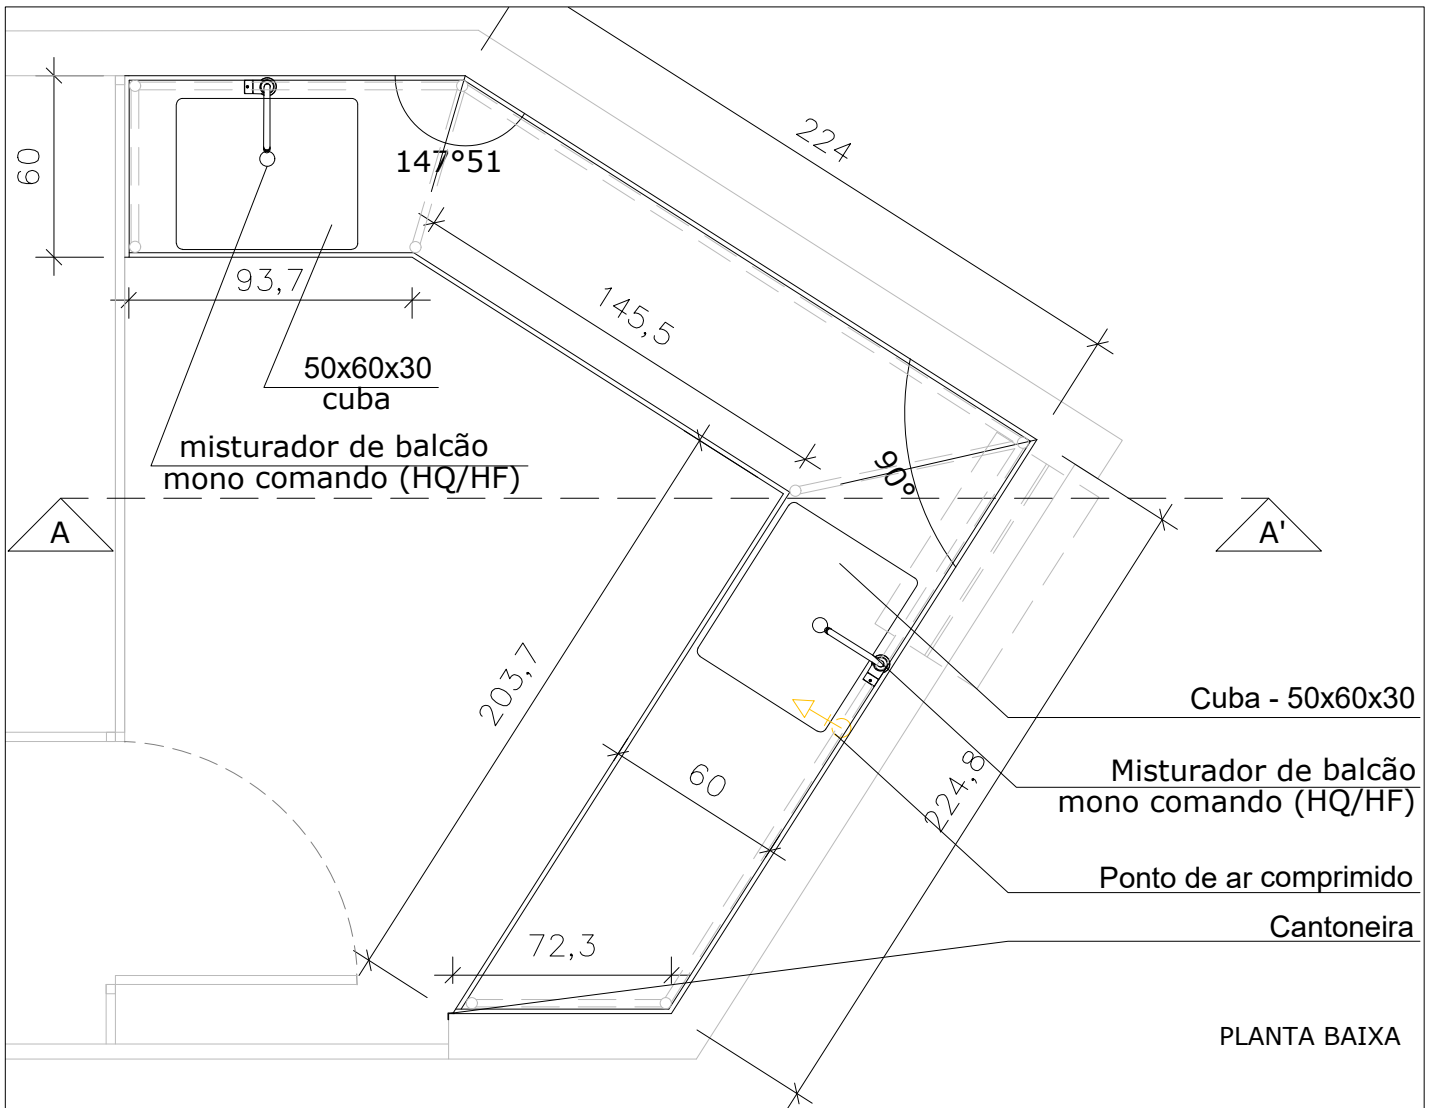 224
60
147°51
93,7
145,5
50x60x30
cuba
misturador de balcão
mono comando (HQ/HF)
90°
A
A'
203,7
Cuba - 50x60x30
60
224,8
Misturador de balcão
mono comando (HQ/HF)
Ponto de ar comprimido
Cantoneira
72,3
PLANTA BAIXA